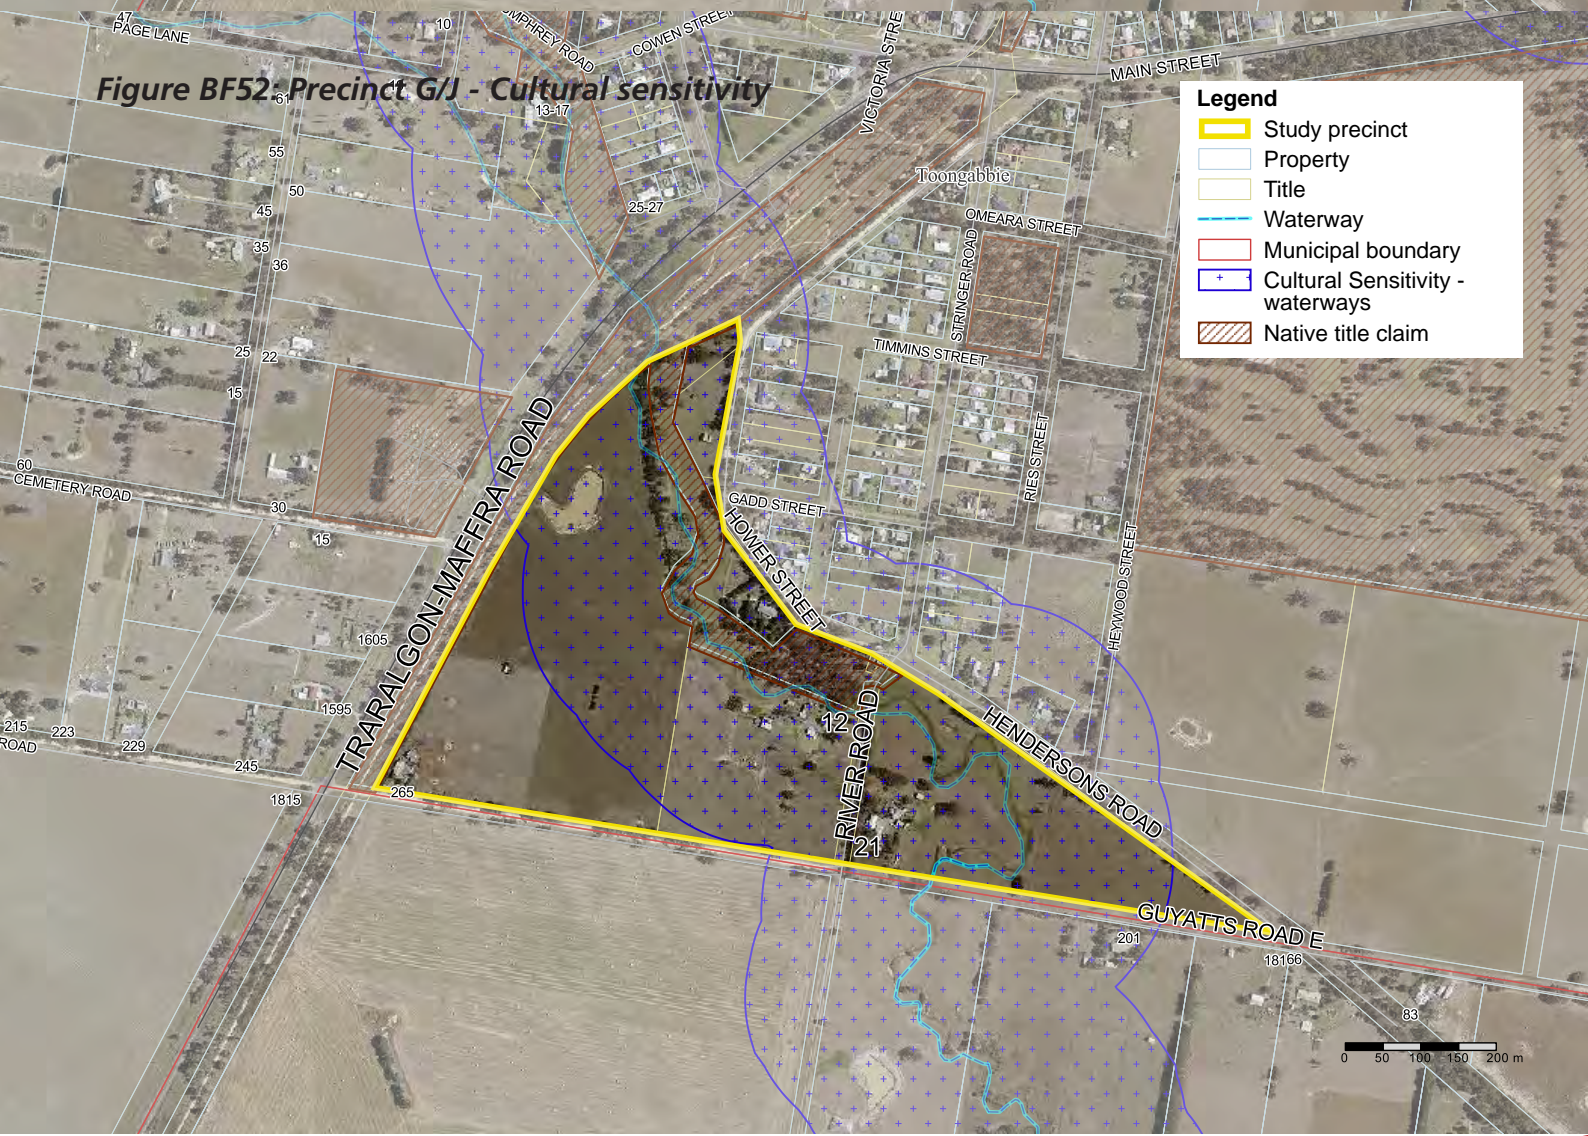 47
PAGE LANE
10
UMPHREY ROAD
COWEN STREET
VICTORIA STRE
MAIN STREET
Figure BF52: Precinct G/J - Cultural sensitivity
61
13-17
Legend
Study precinct
Property
Title
Waterway
Municipal boundary
Cultural Sensitivity -
waterways
Native title claim
55
50
45
35
36
25-27
Toongabbie
OMEARA STREET
STRINGER ROAD
TIMMINS STREET
25
22
15
RIES STREET
60
CEMETERY ROAD
30
15
GADD STREET
HOWER STREET
HEYWOOD STREET
TRARALGON-MAFFRA ROAD
1605
1595
215
223
229
ROAD
245
1815
265
12
RIVER ROAD
21
HENDERSONS ROAD
GUYATTS ROAD E
201
18166
83
0 50 100 150 200 m